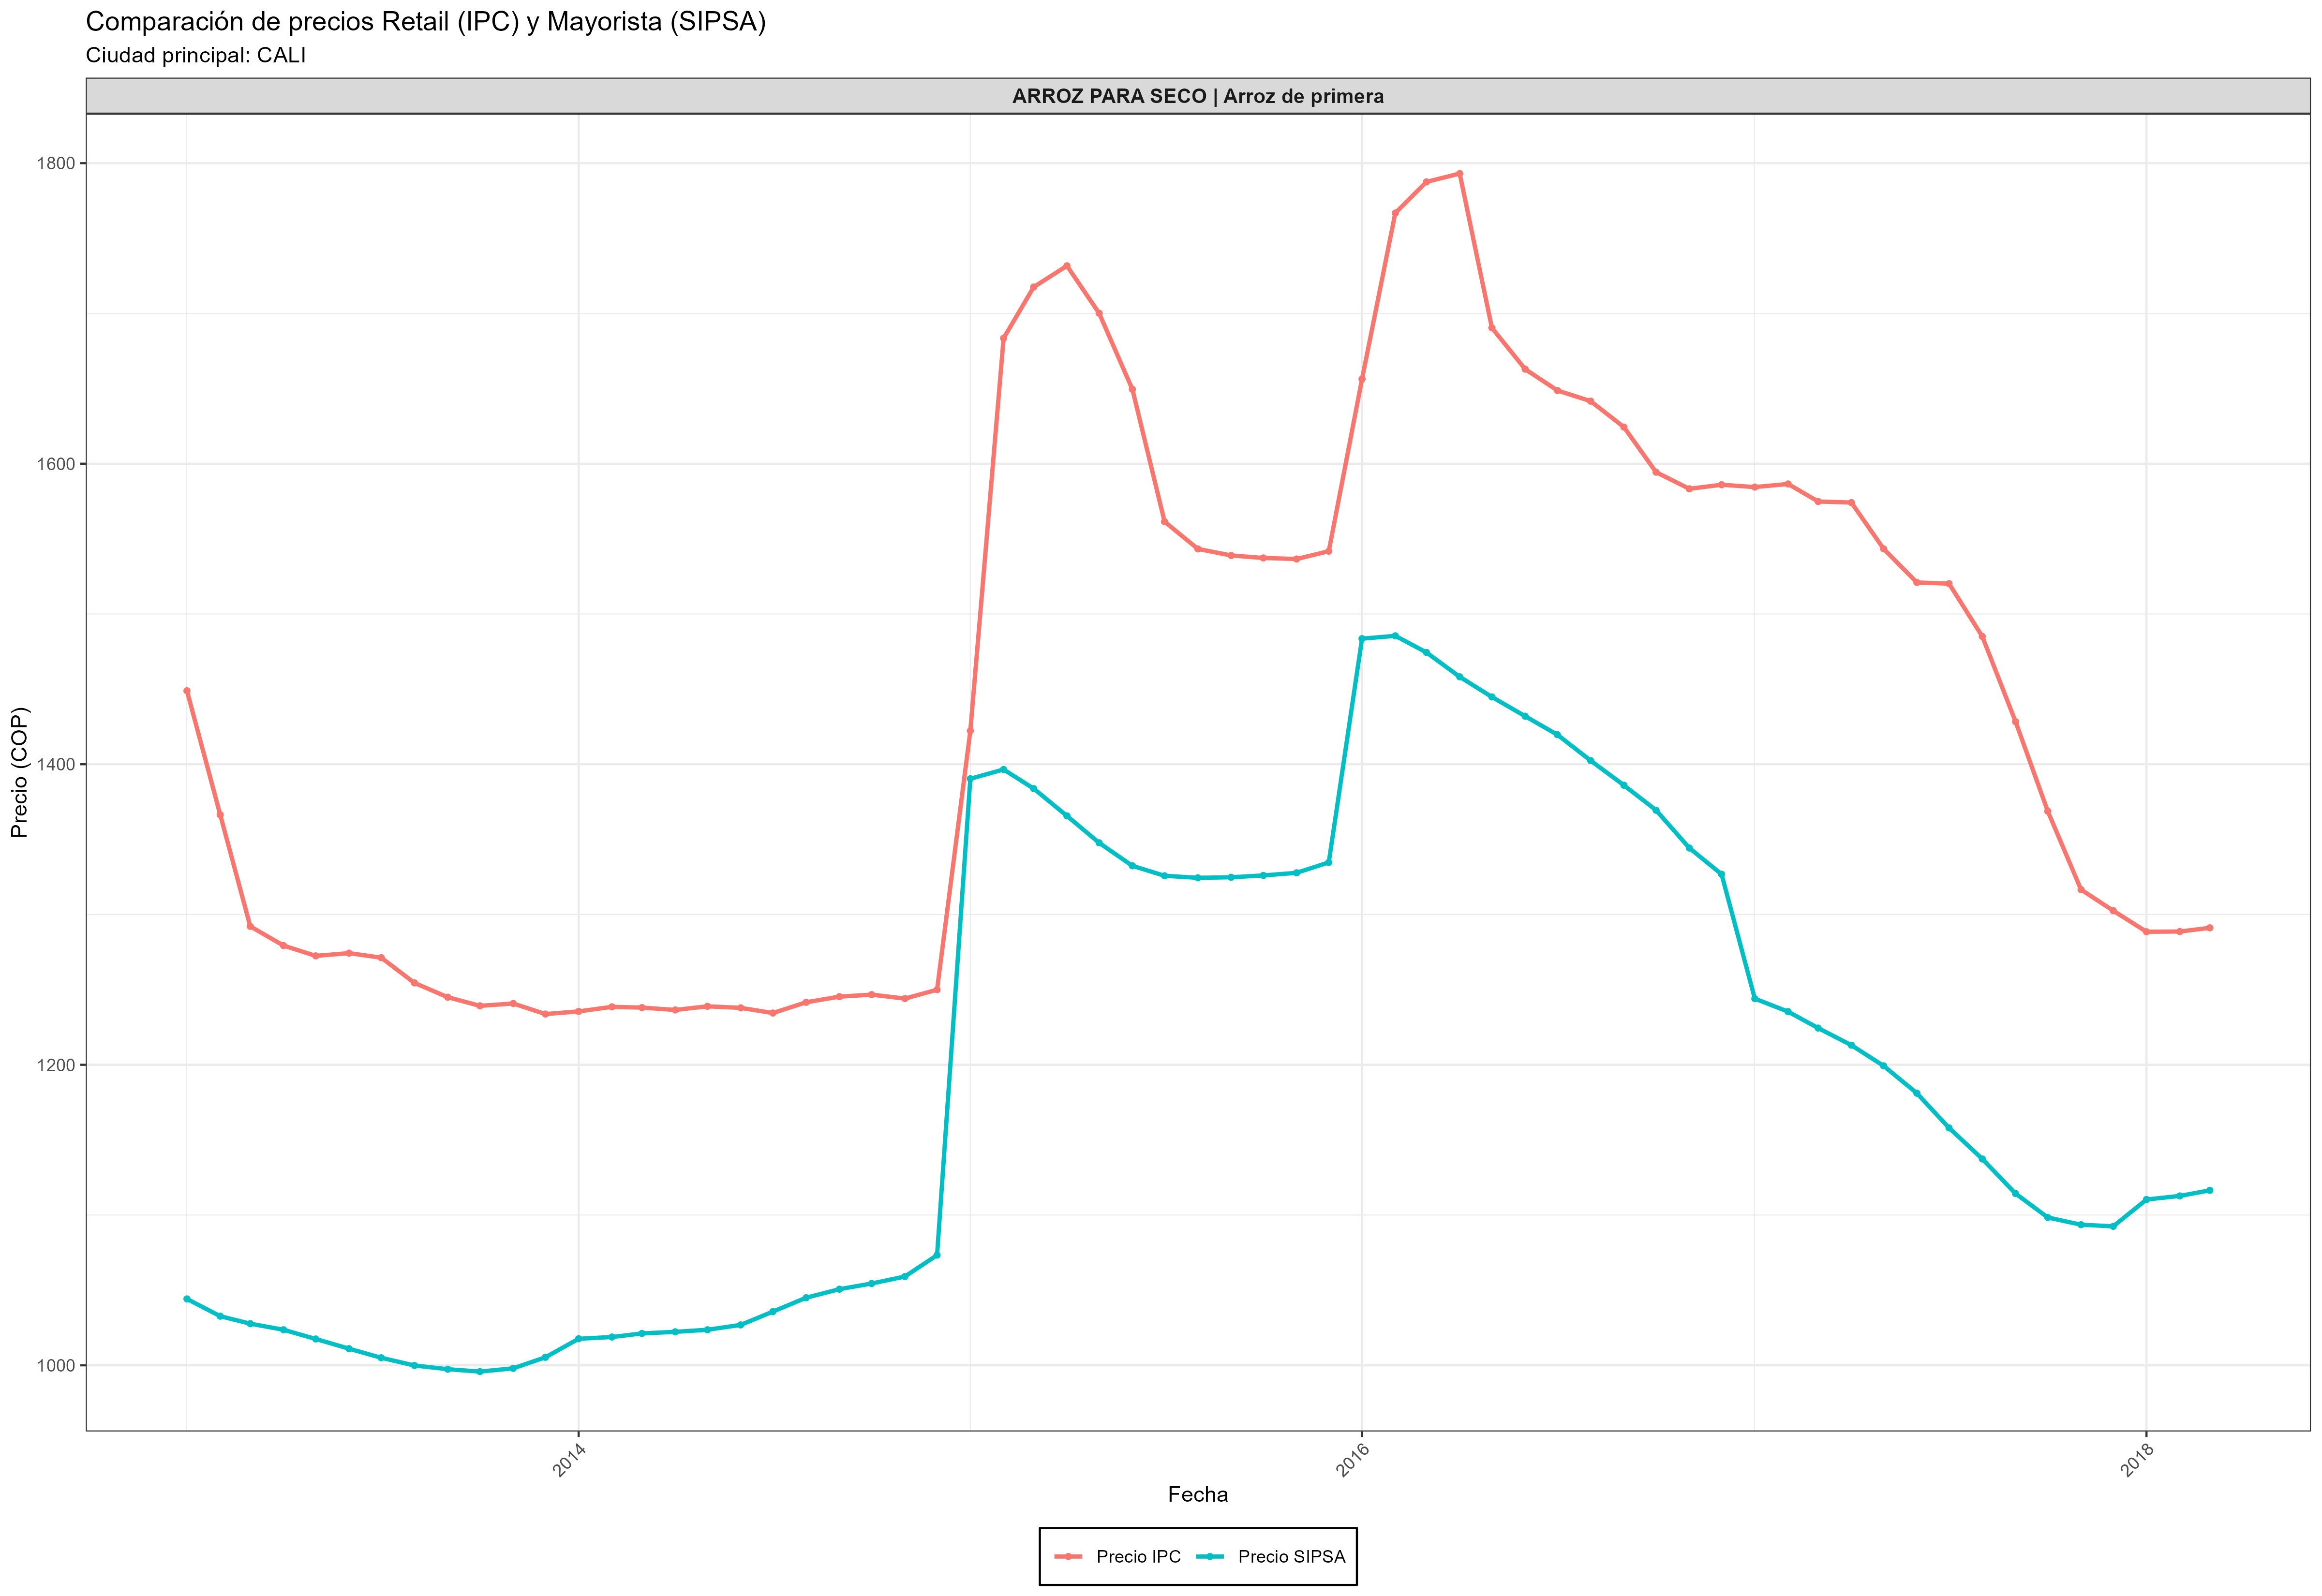 Comparación de precios Retail (IPC) y Mayorista (SIPSA)
Ciudad principal: CALI
ARROZ PARA SECO | Arroz de primera
Precio (COP)
1800
1600
1400
1200
1000
2014
2016
2018
Fecha
Precio IPC
Precio SIPSA